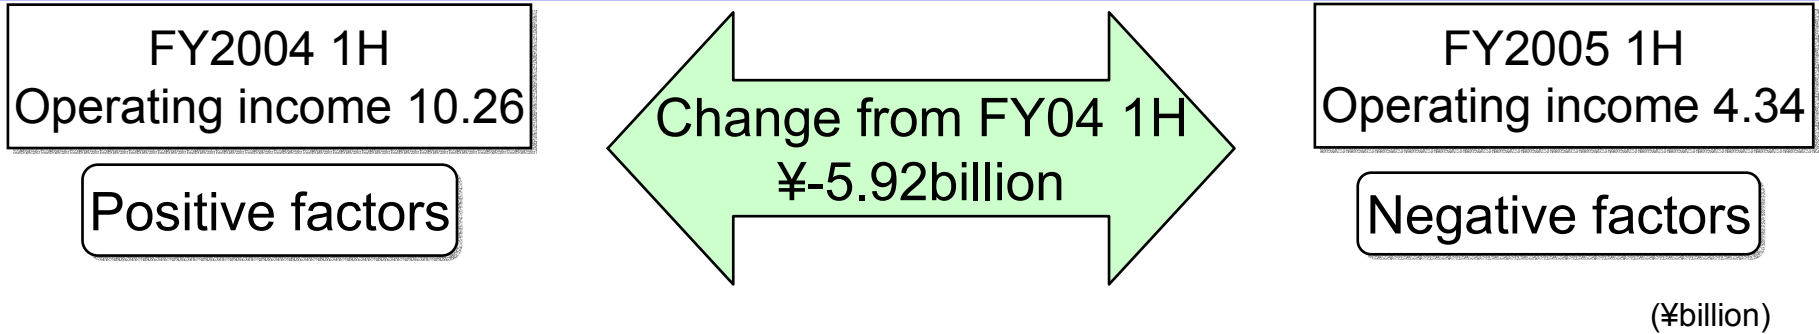 FY2004 1H
Operating income 10.26
Positive factors
Change from FY04 1H
¥-5.92billion
FY2005 1H
Operating income 4.34
Negative factors
(¥billion)